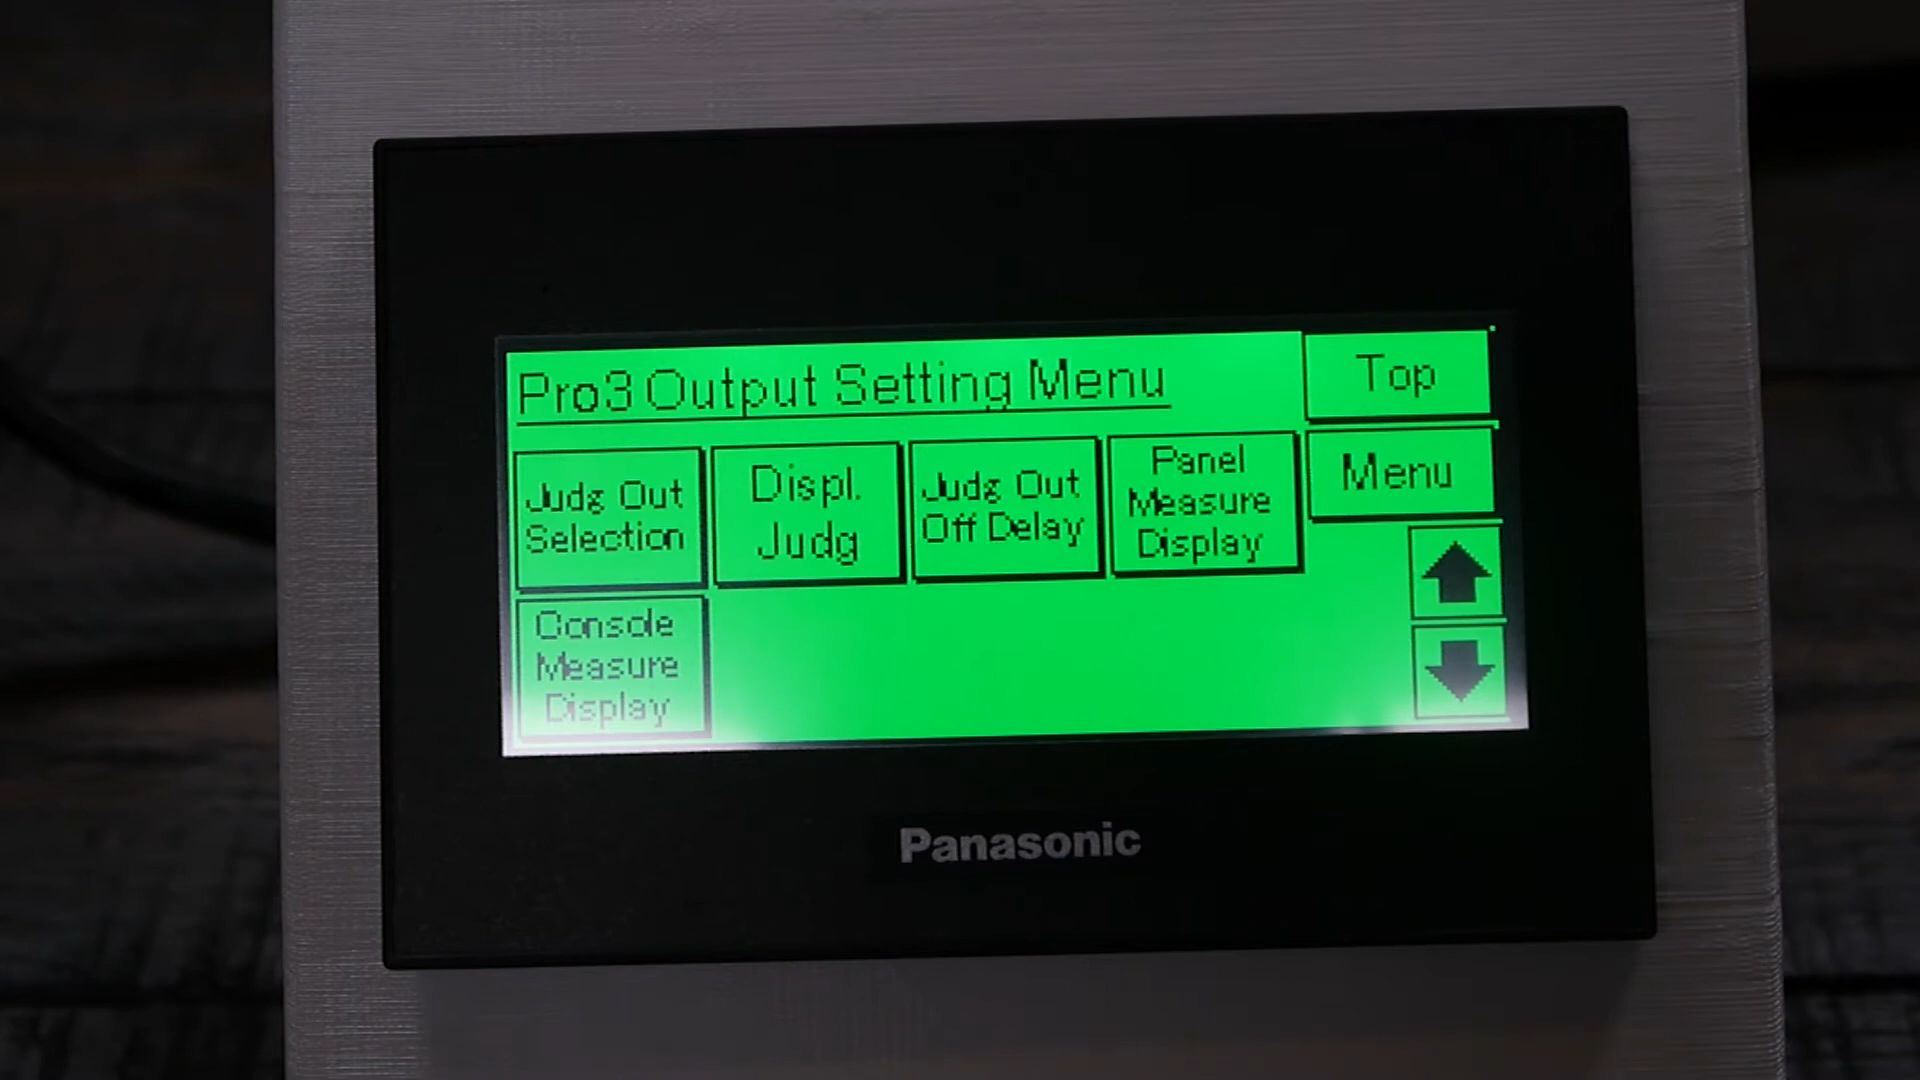 Pro3 Output Setting Menu
Top
Judg Out
Selection
Displ.
Judg
Judg Out
Off Delay
Panel
Measure
Display
Menu
Console
Measure
Display
Panasonic